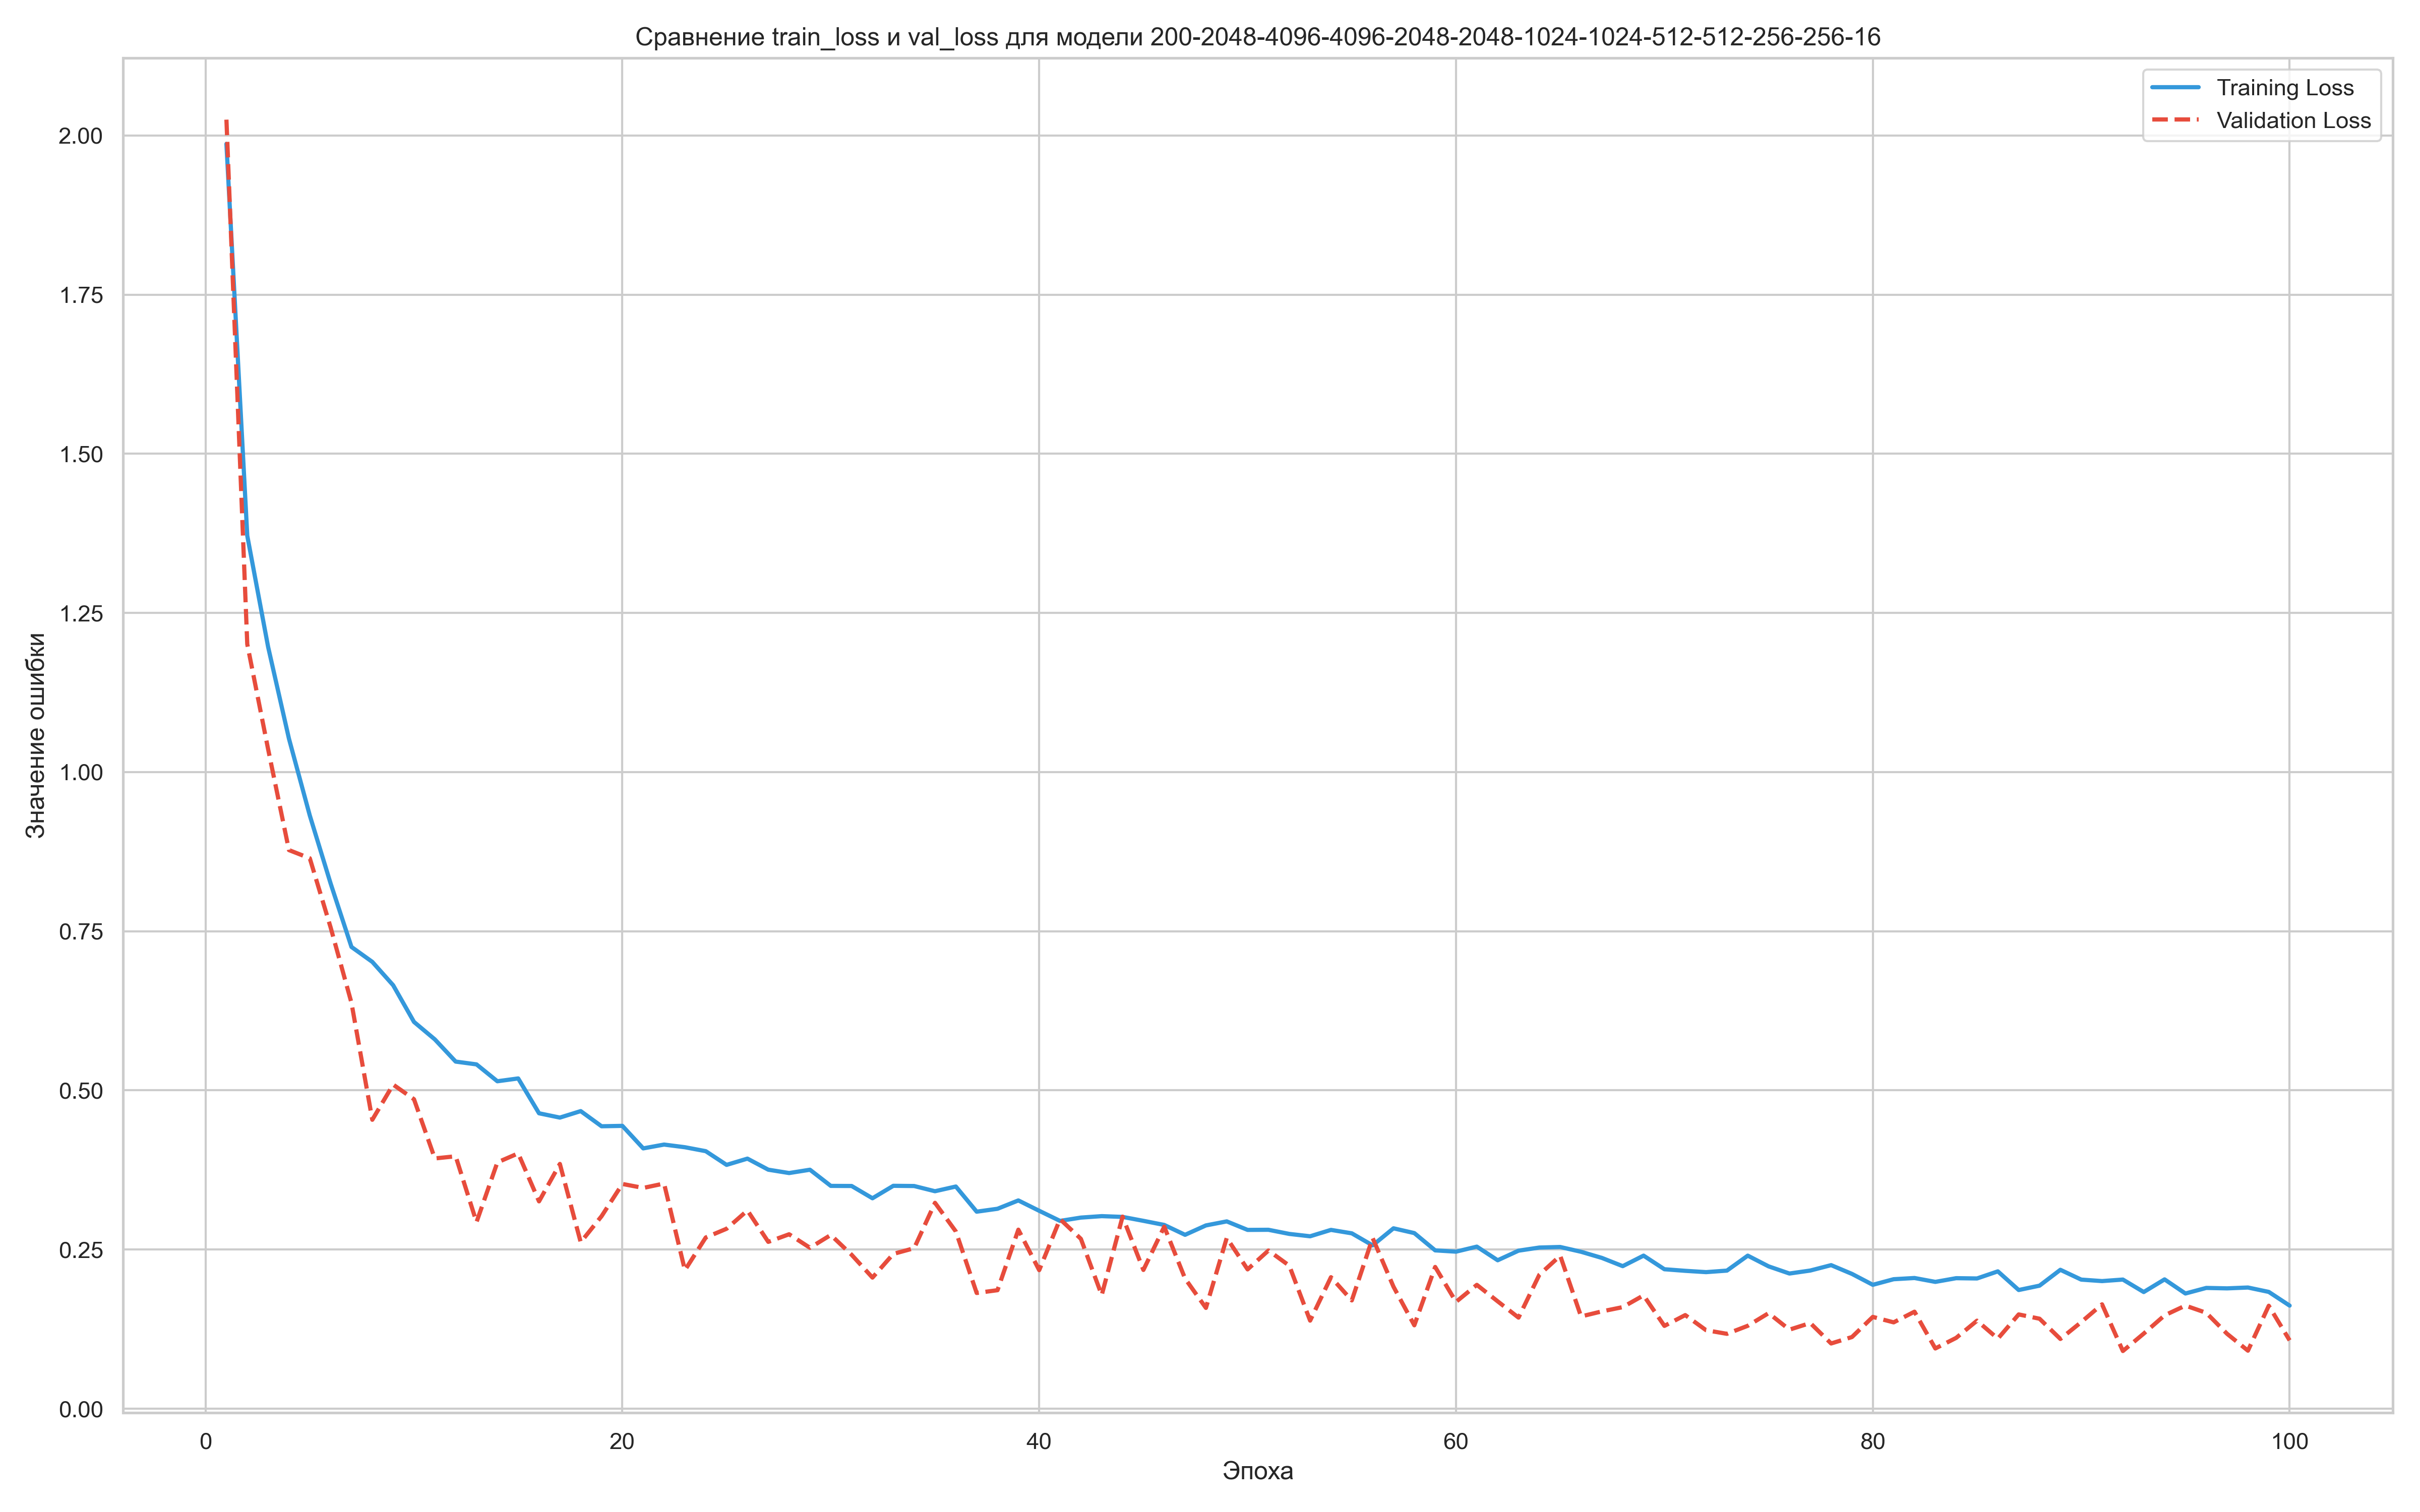 Сравнение train_loss и val_loss для модели 200-2048-4096-4096-2048-2048-1024-1024-512-512-256-256-16
Training Loss
Validation Loss
2.00
1.75
1.50
1.25
1.00
0.75
0.50
0.25
0.00
Значение ошибки
0 20 40 60 80 100
Эпоха